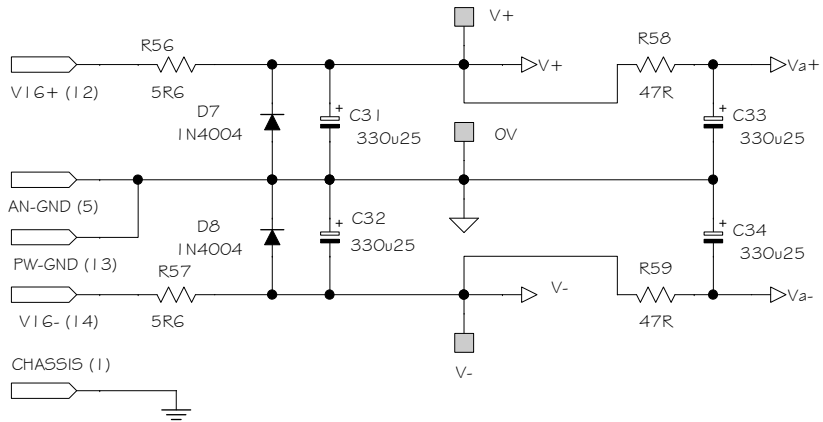 V+
R56
R58
V+
Va+
V16+ (12)
5R6
47R
D7
+
C31
+
C33
1N4004
330u25
0V
330u25
AN-GND (5)
D8
+
C32
+
C34
1N4004
330u25
330u25
PW-GND (13)
R57
R59
V-
Va-
V16- (14)
5R6
47R
V-
CHASSIS (1)